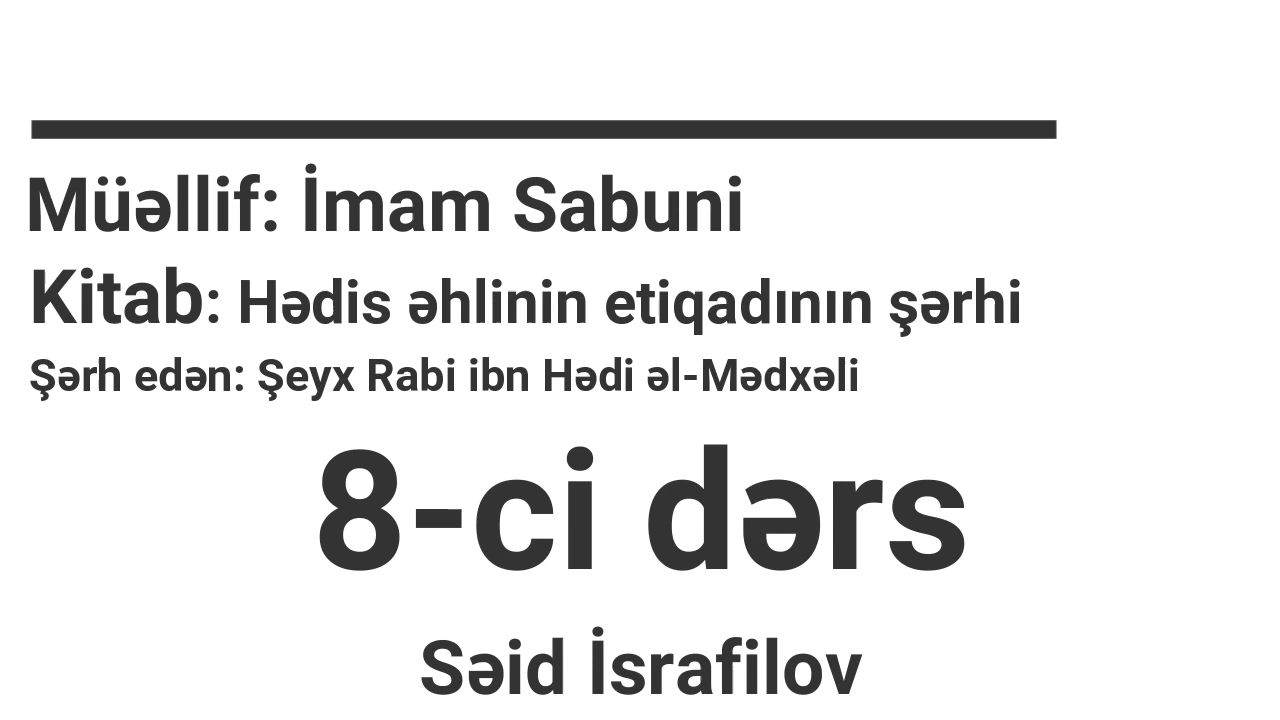 Müəllif: İmam Sabuni
Kitab: Hədis əhlinin etiqadının şərhi
Şərh edən: Şeyx Rabi ibn Hədi əl-Mədxəli
8-ci dərs
Səid İsrafilov